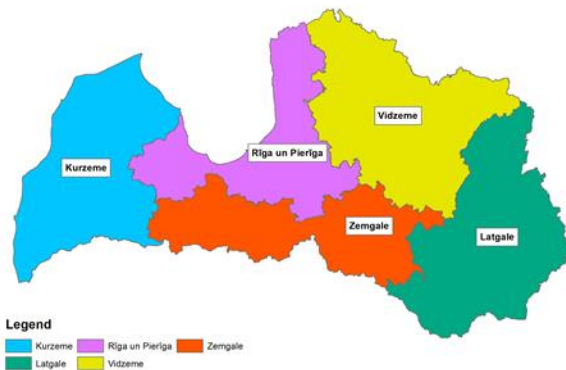 Vidzeme
Rīga un Pierīga
Kurzeme
Zemgale
Latgale
Legend
Kurzeme Rīga un Pierīga Zemgale
Latgale Vidzeme